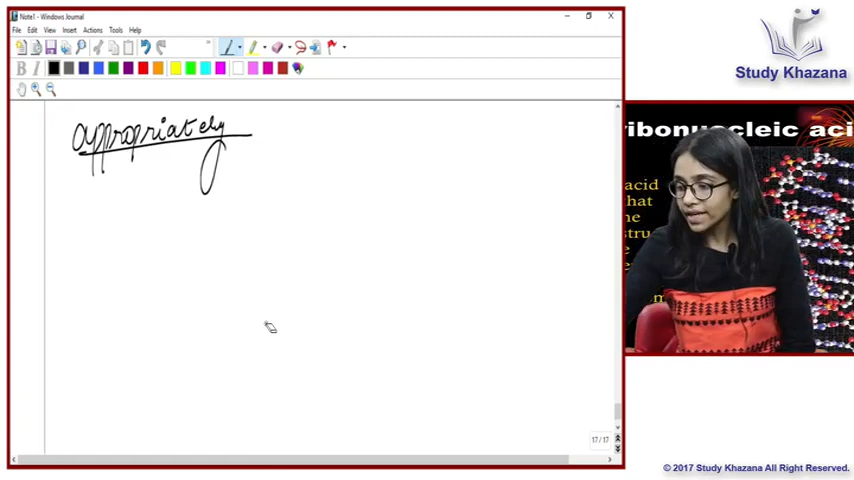 Note1 - Windows Journal
File Edit View Insert Actions Tools Help
B I
appropriately
17/17
Study Khazana
ribonucleic aci
acid
hat
he
stru
e
m
© 2017 Study Khazana All Right Reserved.